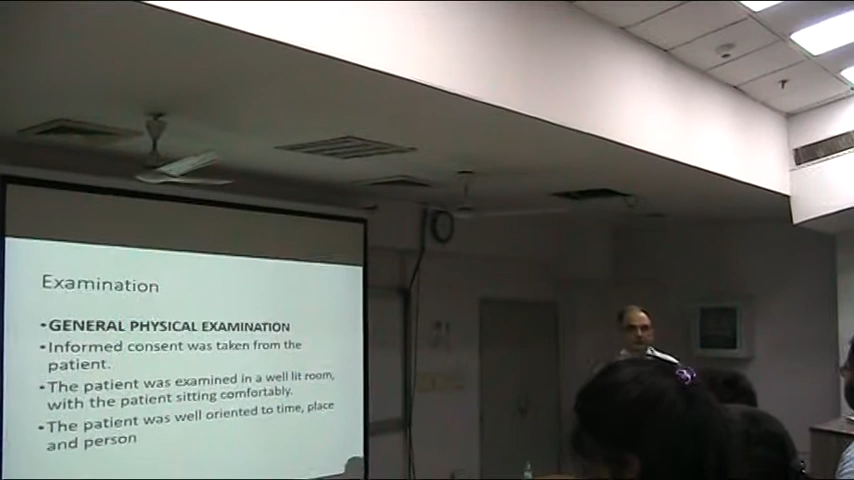 Examination
•GENERAL PHYSICAL EXAMINATION
•Informed consent was taken from the
patient.
•The patient was examined in a well lit room,
with her patient sitting comfortably.
•The patient was well oriented to time, place
and person